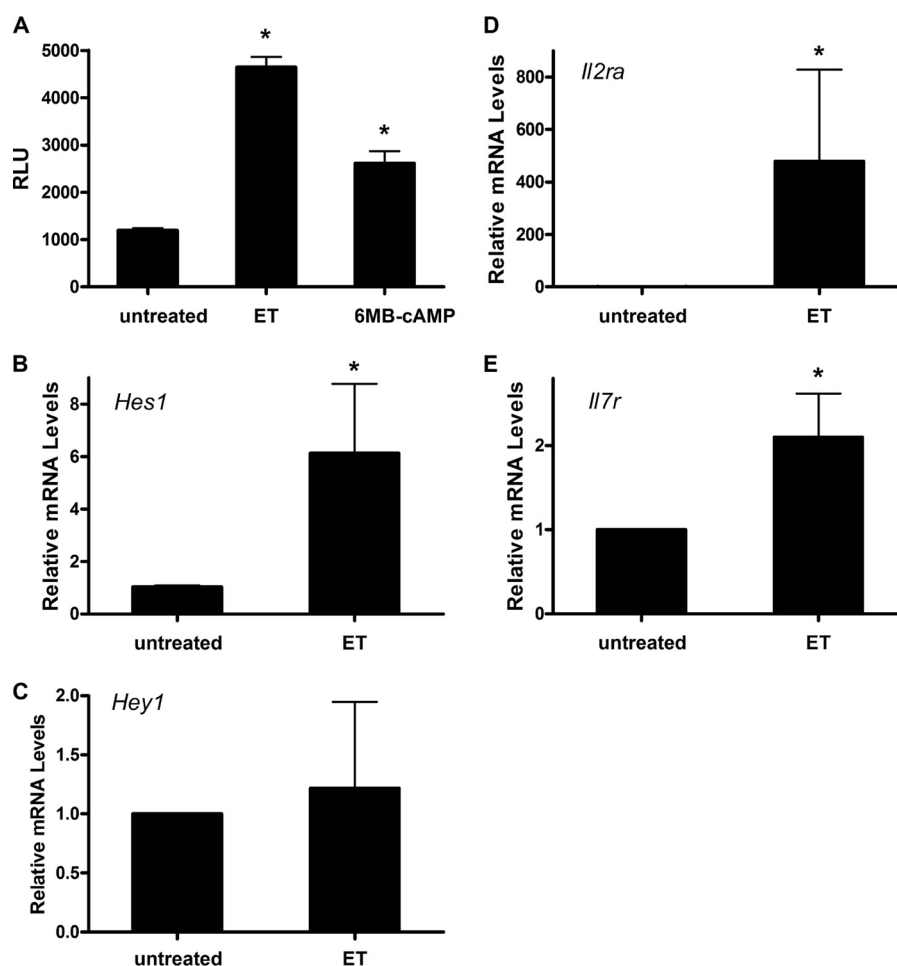 A
RLU
5000
4000
3000
2000
1000
0
*
*
untreated ET 6MB-cAMP
B
Relative mRNA Levels
Hes1
8
6
4
2
0
*
untreated ET
C
Relative mRNA Levels
Hey1
2.0
1.5
1.0
0.5
0.0
untreated ET
D
Relative mRNA Levels
Il2ra
800
600
400
200
0
*
untreated ET
E
Relative mRNA Levels
Il7r
2
1
0
*
untreated ET